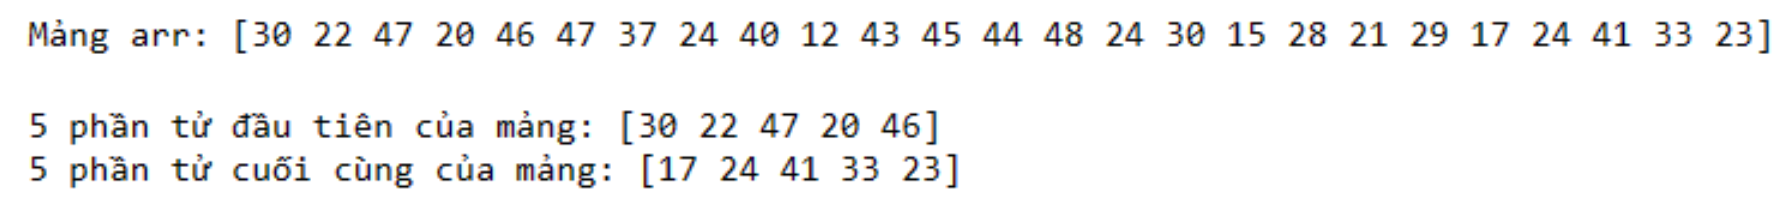 Mảng arr: [30 22 47 20 46 47 37 24 40 12 43 45 44 48 24 30 15 28 21 29 17 24 41 33 23]
5 phần tử đầu tiên của mảng: [30 22 47 20 46]
5 phần tử cuối cùng của mảng: [17 24 41 33 23]